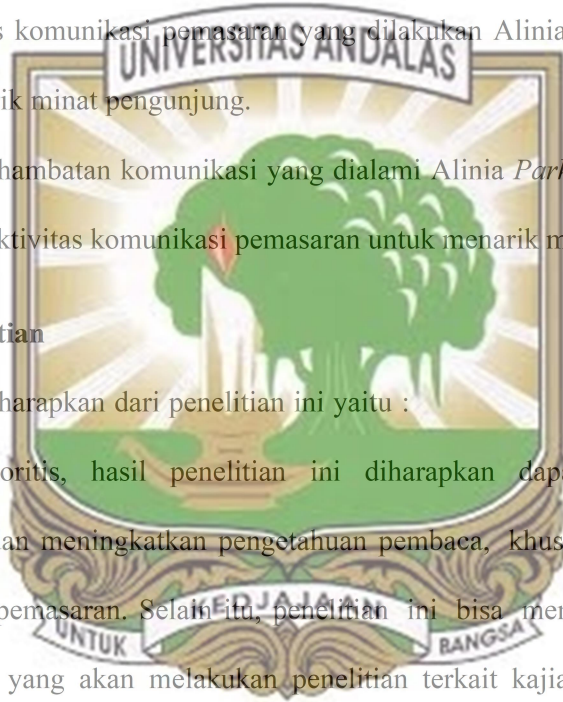 s komunikasi pemasaran yang dilakukan Alinia
UNIVERSITAS ANDALAS
ik minat pengunjung.
hambatan komunikasi yang dialami Alinia Park
ktivitas komunikasi pemasaran untuk menarik m
tian
harapkan dari penelitian ini yaitu :
oritis, hasil penelitian ini diharapkan dap
an meningkatkan pengetahuan pembaca, khus
pemasaran. Selain itu, penelitian ini bisa men
KEDJAJAAN
UNTUK BANGSA
yang akan melakukan penelitian terkait kajia